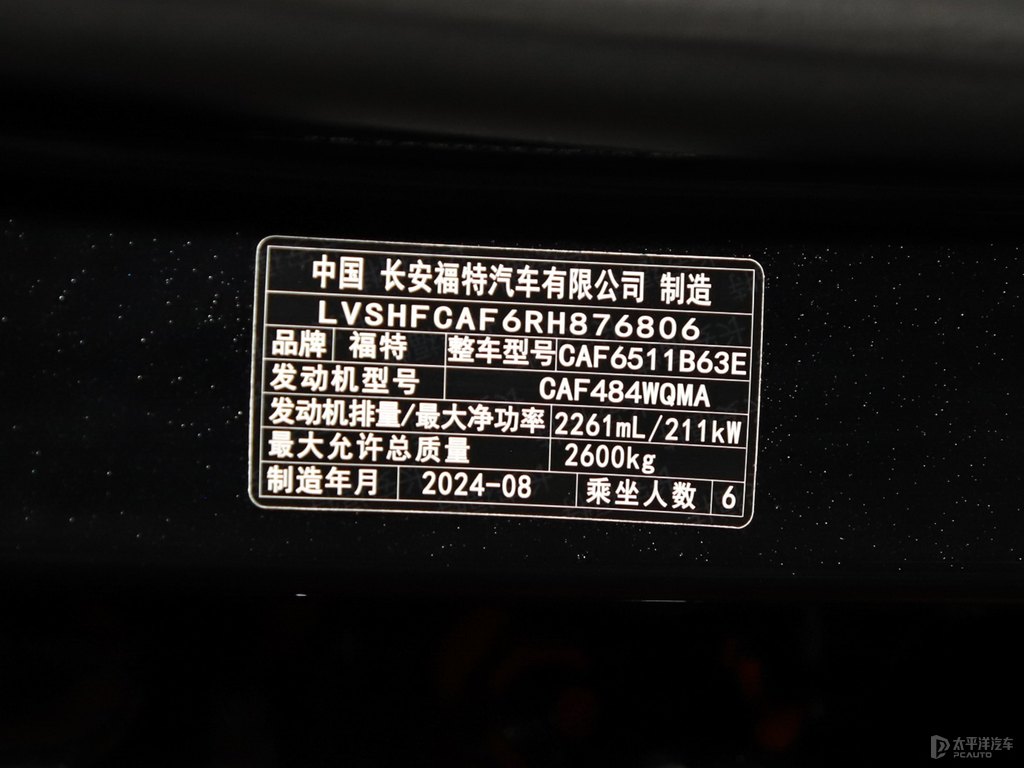 中国 长安福特汽车有限公司 制造
LVSHFCAF6RH876806
品牌 福特 整车型号 CAF6511B63E
发动机型号 CAF484WQMA
发动机排量/最大净功率 2261mL/211kW
最大允许总质量 2600kg
制造年月 2024-08 乘坐人数 6
太平洋汽车
PCAUTO